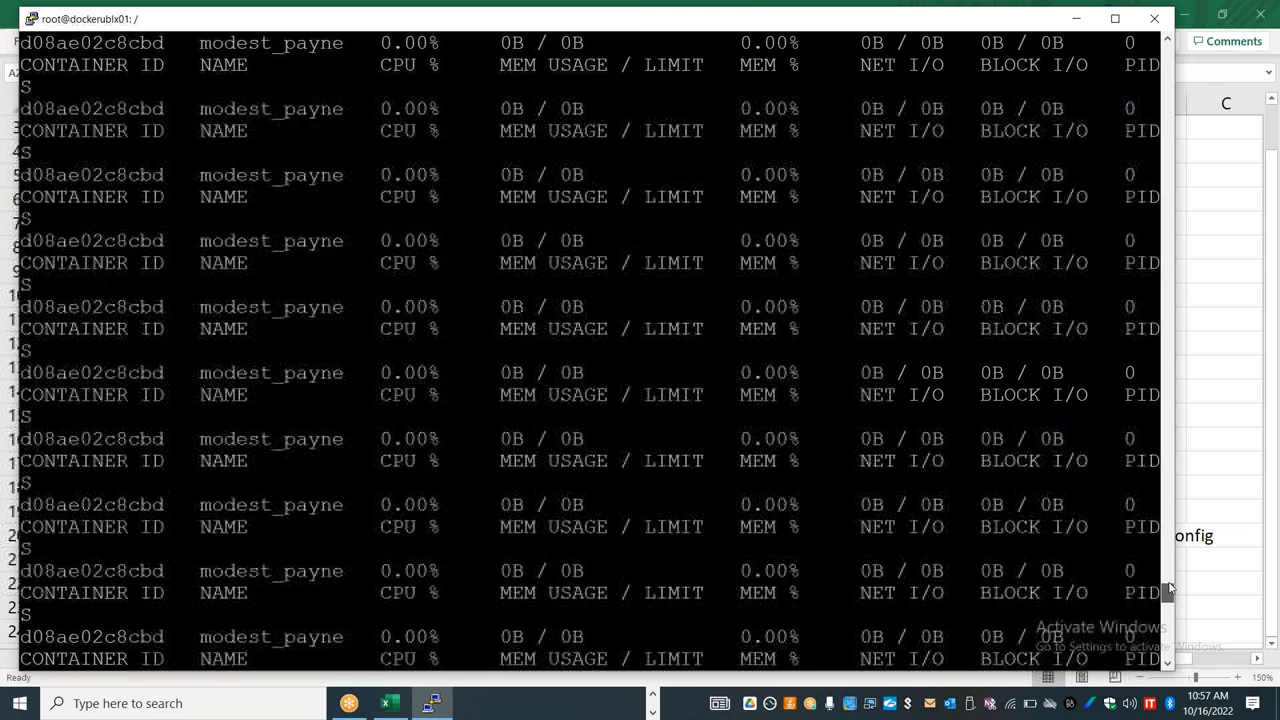 root@dockerublx01: /
Comments
d08ae02c8cbd modest_payne 0.00% 0B / 0B 0.00% 0B / 0B 0B / 0B 0
CONTAINER ID NAME CPU % MEM USAGE / LIMIT MEM % NET I/O BLOCK I/O PID
S
d08ae02c8cbd modest_payne 0.00% 0B / 0B 0.00% 0B / 0B 0B / 0B 0
CONTAINER ID NAME CPU % MEM USAGE / LIMIT MEM % NET I/O BLOCK I/O PID
S
d08ae02c8cbd modest_payne 0.00% 0B / 0B 0.00% 0B / 0B 0B / 0B 0
CONTAINER ID NAME CPU % MEM USAGE / LIMIT MEM % NET I/O BLOCK I/O PID
S
d08ae02c8cbd modest_payne 0.00% 0B / 0B 0.00% 0B / 0B 0B / 0B 0
CONTAINER ID NAME CPU % MEM USAGE / LIMIT MEM % NET I/O BLOCK I/O PID
S
d08ae02c8cbd modest_payne 0.00% 0B / 0B 0.00% 0B / 0B 0B / 0B 0
CONTAINER ID NAME CPU % MEM USAGE / LIMIT MEM % NET I/O BLOCK I/O PID
S
d08ae02c8cbd modest_payne 0.00% 0B / 0B 0.00% 0B / 0B 0B / 0B 0
CONTAINER ID NAME CPU % MEM USAGE / LIMIT MEM % NET I/O BLOCK I/O PID
S
d08ae02c8cbd modest_payne 0.00% 0B / 0B 0.00% 0B / 0B 0B / 0B 0
CONTAINER ID NAME CPU % MEM USAGE / LIMIT MEM % NET I/O BLOCK I/O PID
S
d08ae02c8cbd modest_payne 0.00% 0B / 0B 0.00% 0B / 0B 0B / 0B 0
CONTAINER ID NAME CPU % MEM USAGE / LIMIT MEM % NET I/O BLOCK I/O PID
S
d08ae02c8cbd modest_payne 0.00% 0B / 0B 0.00% 0B / 0B 0B / 0B 0
CONTAINER ID NAME CPU % MEM USAGE / LIMIT MEM % NET I/O BLOCK I/O PID
S
d08ae02c8cbd modest_payne 0.00% 0B / 0B 0.00% 0B / 0B 0B / 0B 0
CONTAINER ID NAME CPU % MEM USAGE / LIMIT MEM % NET I/O BLOCK I/O PID
C
onfig
Activate Windows
Go to Settings to activate Windows.
Ready
150%
Type here to search
10:57 AM
10/16/2022